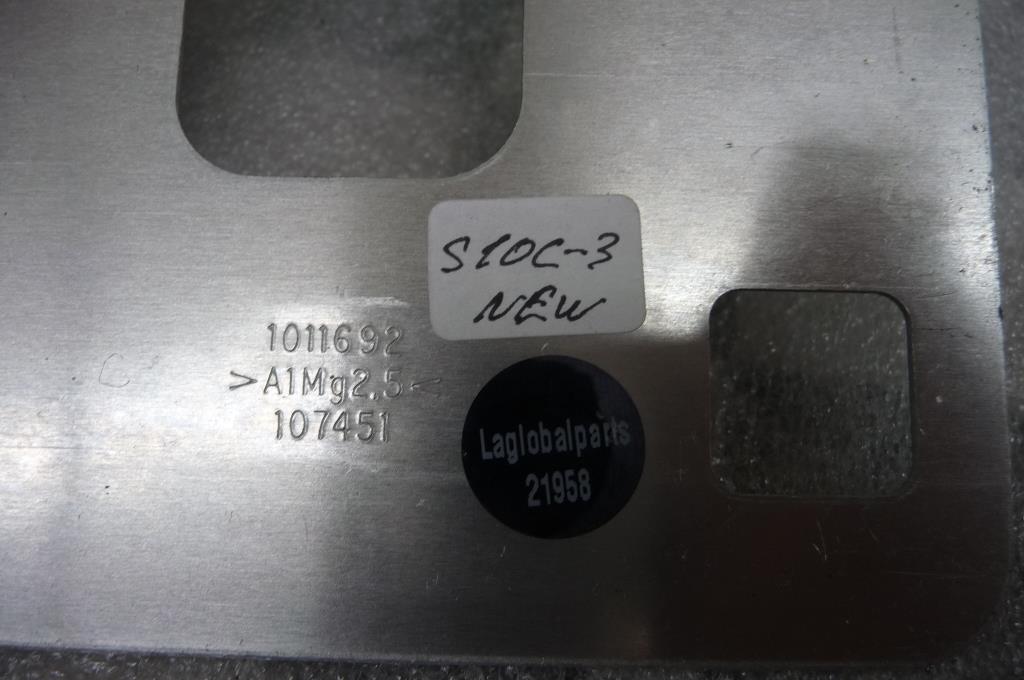 S10C-3
NEW
1011692
>AlMg2.5<
107451
Laglobalparts
21958